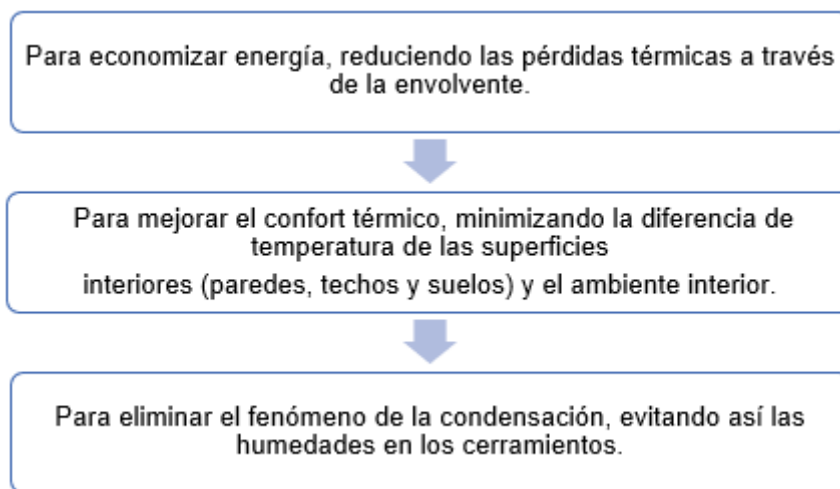 Para economizar energía, reduciendo las pérdidas térmicas a través
de la envolvente.
Para mejorar el confort térmico, minimizando la diferencia de
temperatura de las superficies
interiores (paredes, techos y suelos) y el ambiente interior.
Para eliminar el fenómeno de la condensación, evitando así las
humedades en los cerramientos.